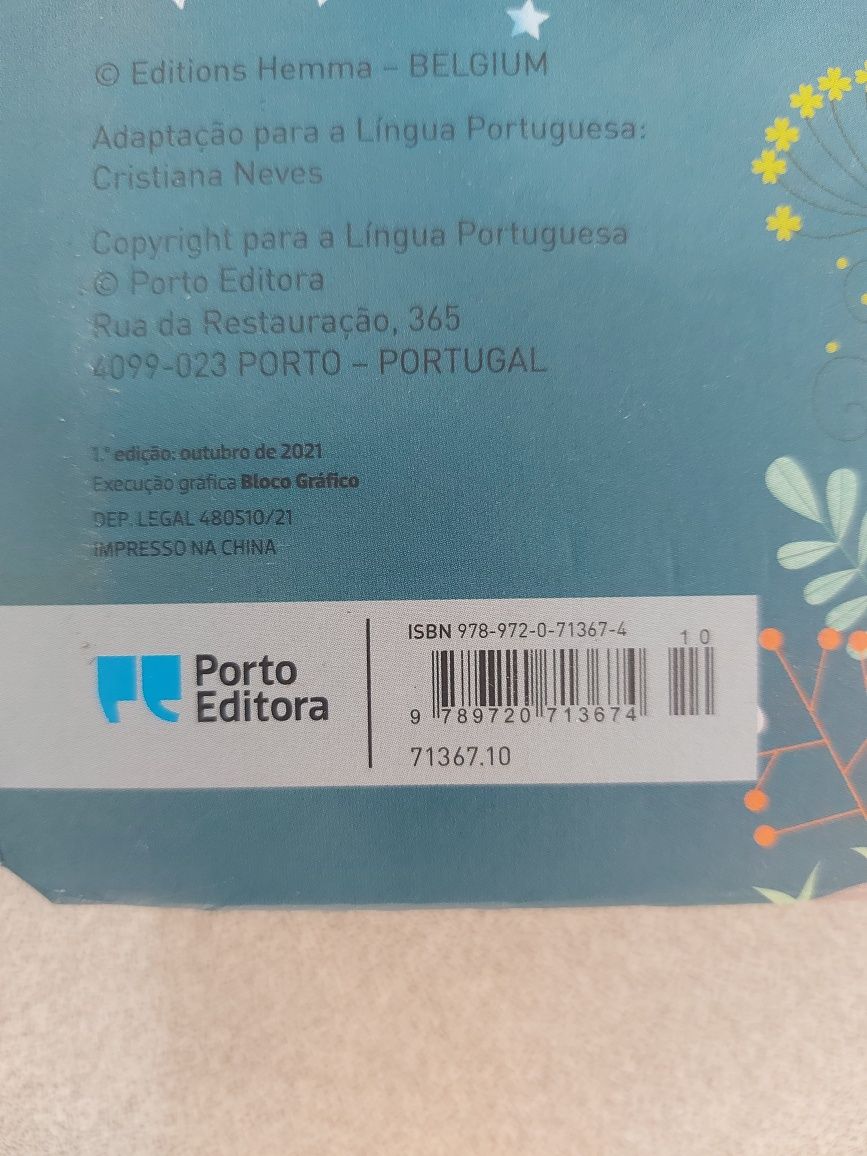 © Editions Hemma – BELGIUM
Adaptação para a Língua Portuguesa:
Cristiana Neves
Copyright para a Língua Portuguesa
© Porto Editora
Rua da Restauração, 365
4099-023 PORTO – PORTUGAL
1.ª edição: outubro de 2021
Execução gráfica Bloco Gráfico
DEP. LEGAL 480510/21
IMPRESSO NA CHINA
Porto
Editora
ISBN 978-972-0-71367-4
10
9 789720 713674
71367.10